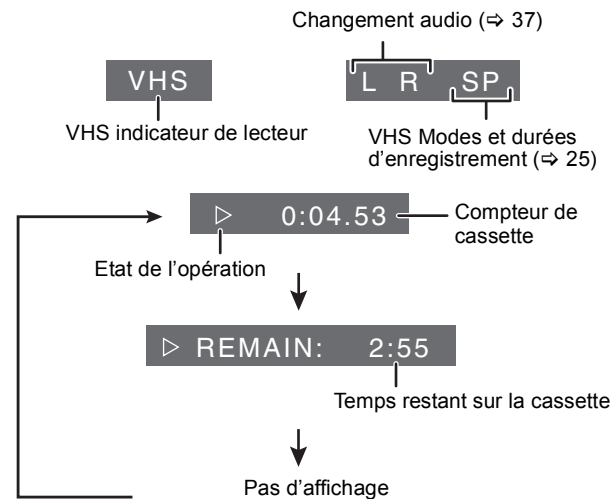 Changement audio (⇨ 37)
VHS
L R SP
VHS indicateur de lecteur
VHS Modes et durées
d'enregistrement (⇨ 25)
▷ 0:04.53
Compteur de
cassette
Etat de l'opération
▷ REMAIN: 2:55
Temps restant sur la cassette
Pas d'affichage